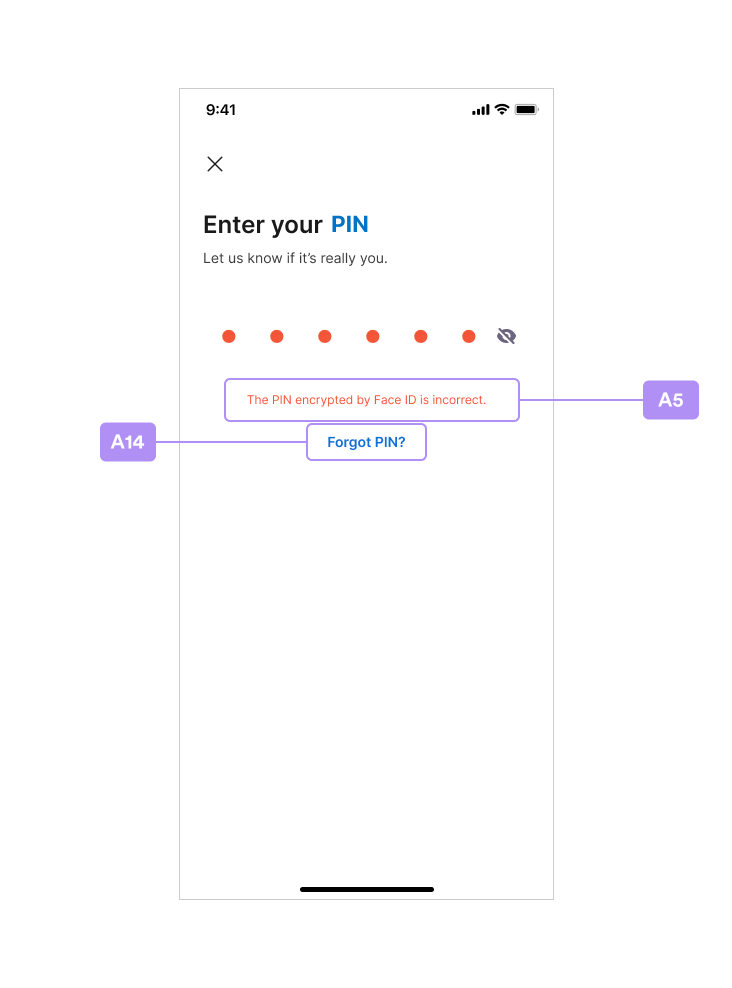 9:41
Enter your PIN
Let us know if it’s really you.
The PIN encrypted by Face ID is incorrect.
A5
A14
Forgot PIN?